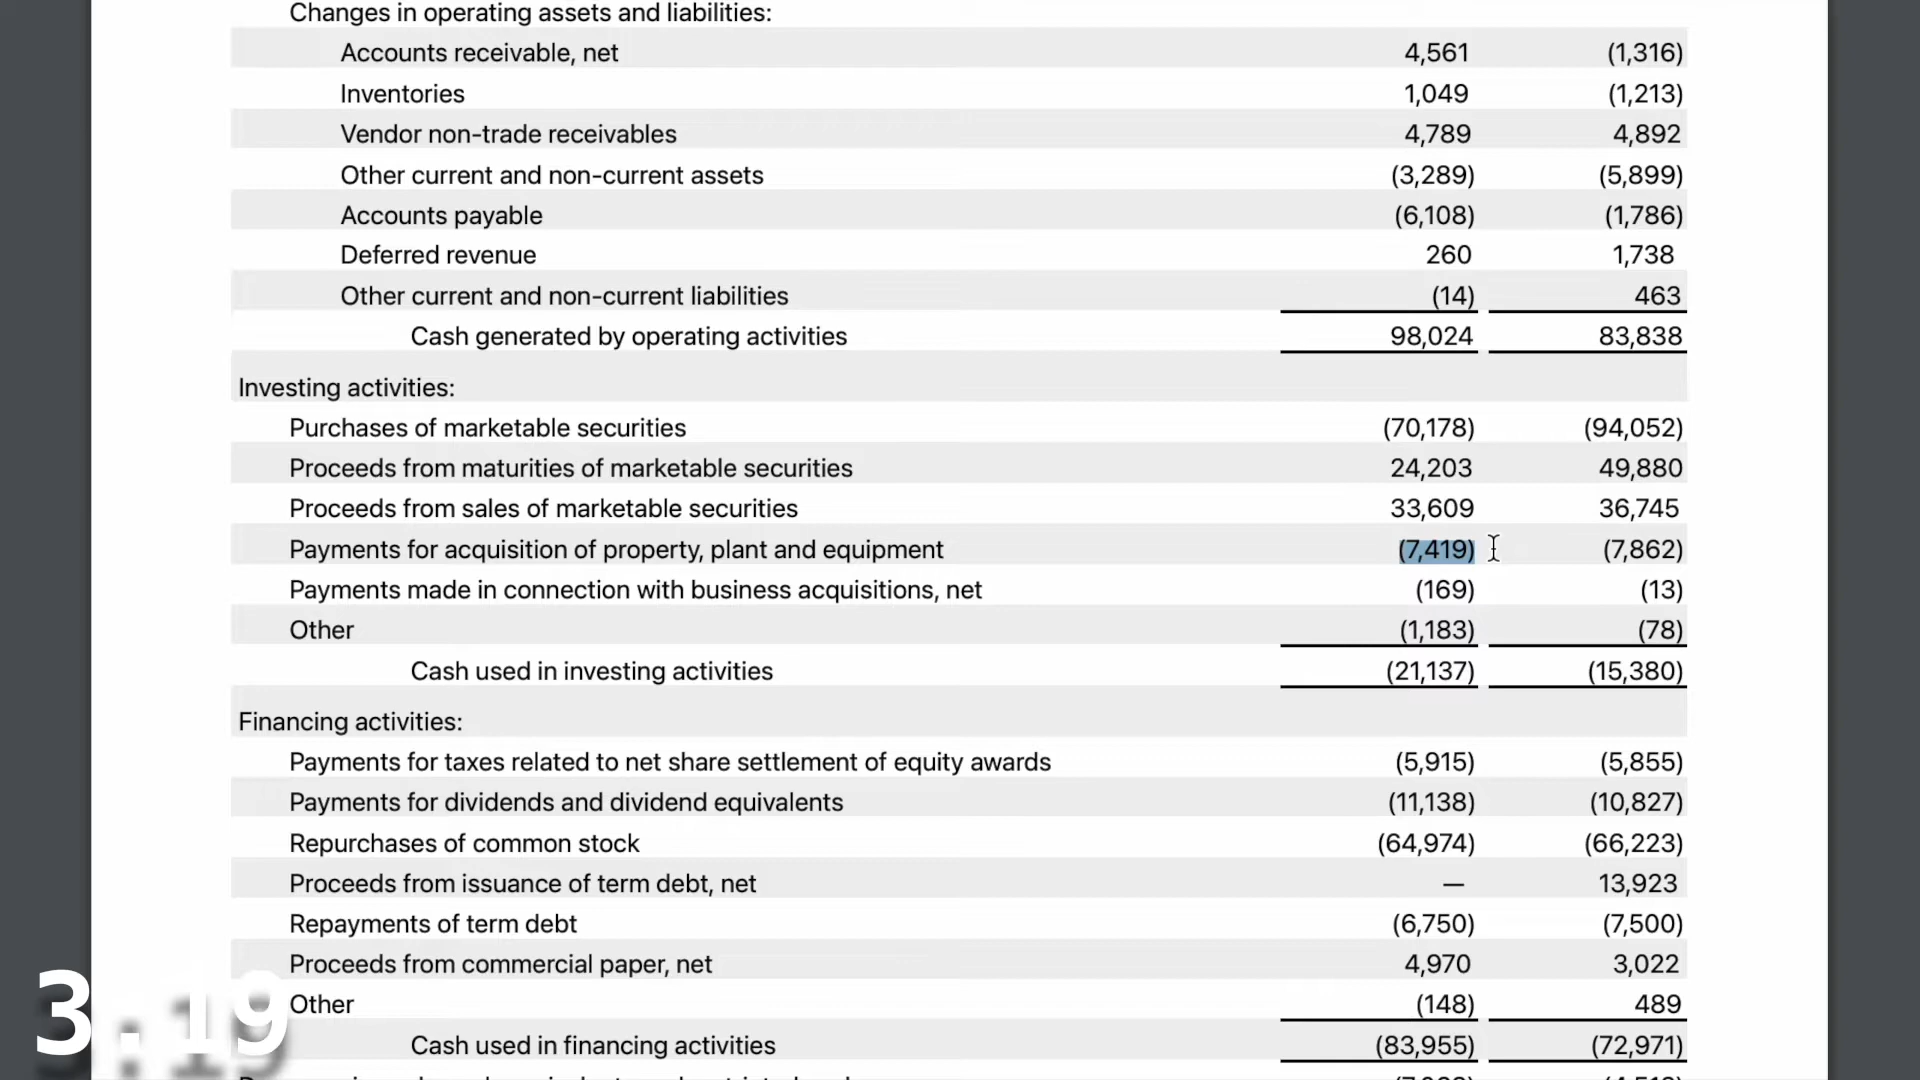 Changes in operating assets and liabilities:
Accounts receivable, net 4,561 (1,316)
Inventories 1,049 (1,213)
Vendor non-trade receivables 4,789 4,892
Other current and non-current assets (3,289) (5,899)
Accounts payable (6,108) (1,786)
Deferred revenue 260 1,738
Other current and non-current liabilities (14) 463
Cash generated by operating activities 98,024 83,838
Investing activities:
Purchases of marketable securities (70,178) (94,052)
Proceeds from maturities of marketable securities 24,203 49,880
Proceeds from sales of marketable securities 33,609 36,745
Payments for acquisition of property, plant and equipment (7,419) (7,862)
Payments made in connection with business acquisitions, net (169) (13)
Other (1,183) (78)
Cash used in investing activities (21,137) (15,380)
Financing activities:
Payments for taxes related to net share settlement of equity awards (5,915) (5,855)
Payments for dividends and dividend equivalents (11,138) (10,827)
Repurchases of common stock (64,974) (66,223)
Proceeds from issuance of term debt, net — 13,923
Repayments of term debt (6,750) (7,500)
Proceeds from commercial paper, net 4,970 3,022
Other (148) 489
Cash used in financing activities (83,955) (72,971)
3:19